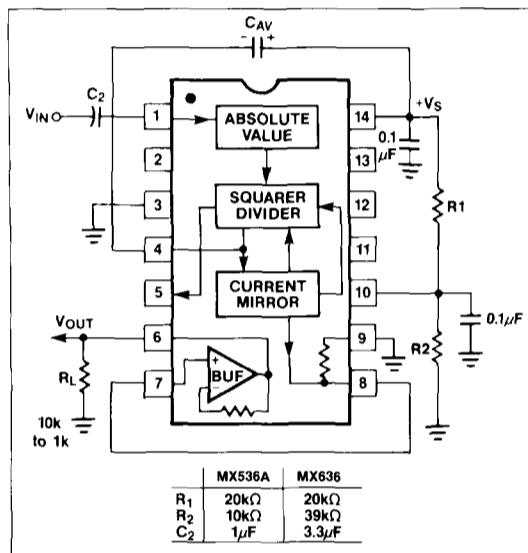 CAV
- +
C2
VIN
+VS
1
ABSOLUTE
VALUE
14
0.1
μF
2
13
3
SQUARER
DIVIDER
12
R1
4
11
5
CURRENT
MIRROR
10
0.1μF
VOUT
6
9
R2
RL
7
+
-
BUF
8
10k
to 1k
MX536A MX636
R1 20kΩ 20kΩ
R2 10kΩ 39kΩ
C2 1μF 3.3μF